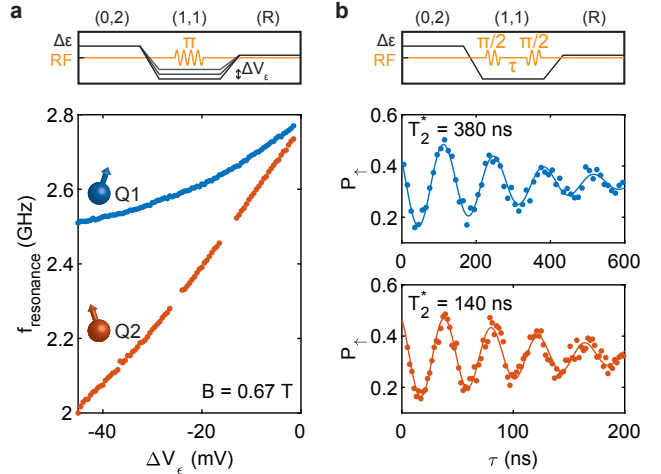 a
(0,2) (1,1) (R)
Δε
RF
π
ΔV_ε
f_resonance (GHz)
2.8
2.6
2.4
2.2
2
Q1
Q2
B = 0.67 T
-40 -20 0
ΔV_ϵ (mV)
b
(0,2) (1,1) (R)
Δε
RF
π/2 π/2
τ
T₂* = 380 ns
P↑
0.6
0.4
0.2
0 200 400 600
T₂* = 140 ns
P↑
0.6
0.4
0.2
0 100 200
τ (ns)